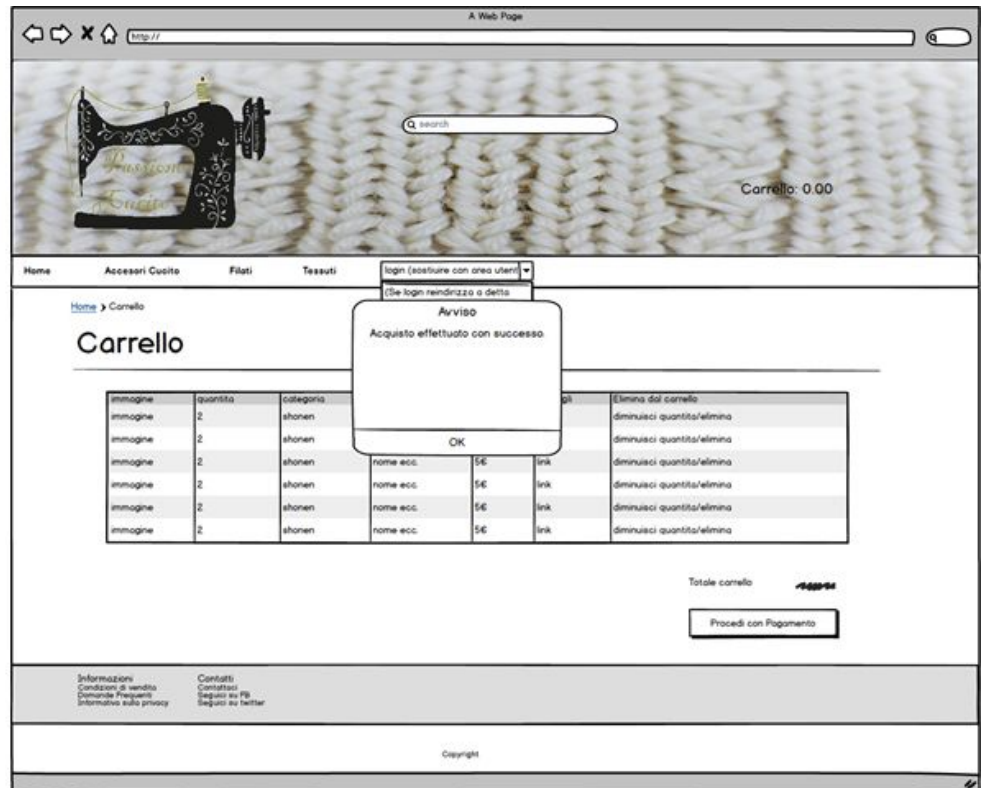 A Web Page
http://
search
Passione
Cucito
Carrello: 0.00
Home Accesori Cucito Filati Tessuti login (sostiuire con area utent
(Se login reindirizzo a detta
Home > Carrello
Avviso
Acquisto effettuato con successo.
OK
Carrello
immagine quantita categoria gli Elimina dal carrello
immagine 2 shonen diminuisci quantita/elimina
immagine 2 shonen diminuisci quantita/elimina
immagine 2 shonen nome ecc. 5€ link diminuisci quantita/elimina
immagine 2 shonen nome ecc. 5€ link diminuisci quantita/elimina
immagine 2 shonen nome ecc. 5€ link diminuisci quantita/elimina
immagine 2 shonen nome ecc. 5€ link diminuisci quantita/elimina
Totale carrello
Procedi con Pagamento
Informazioni
Condizioni di vendita
Domande Frequenti
Informativa sulla privacy
Contatti
Contattaci
Seguici su FB
Seguici su twitter
Copyright